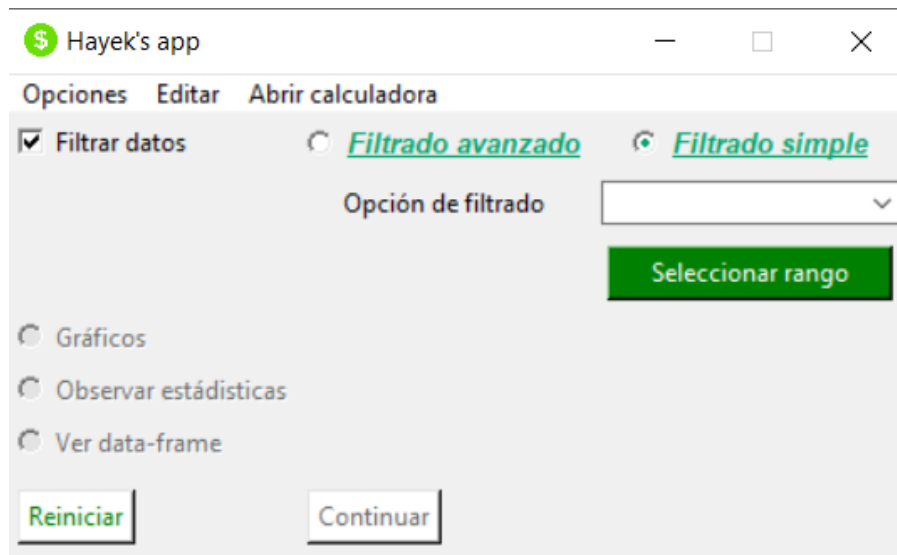 $ Hayek's app
Opciones Editar Abrir calculadora
Filtrar datos Filtrado avanzado Filtrado simple
Opción de filtrado
Seleccionar rango
Gráficos
Observar estádisticas
Ver data-frame
Reiniciar Continuar